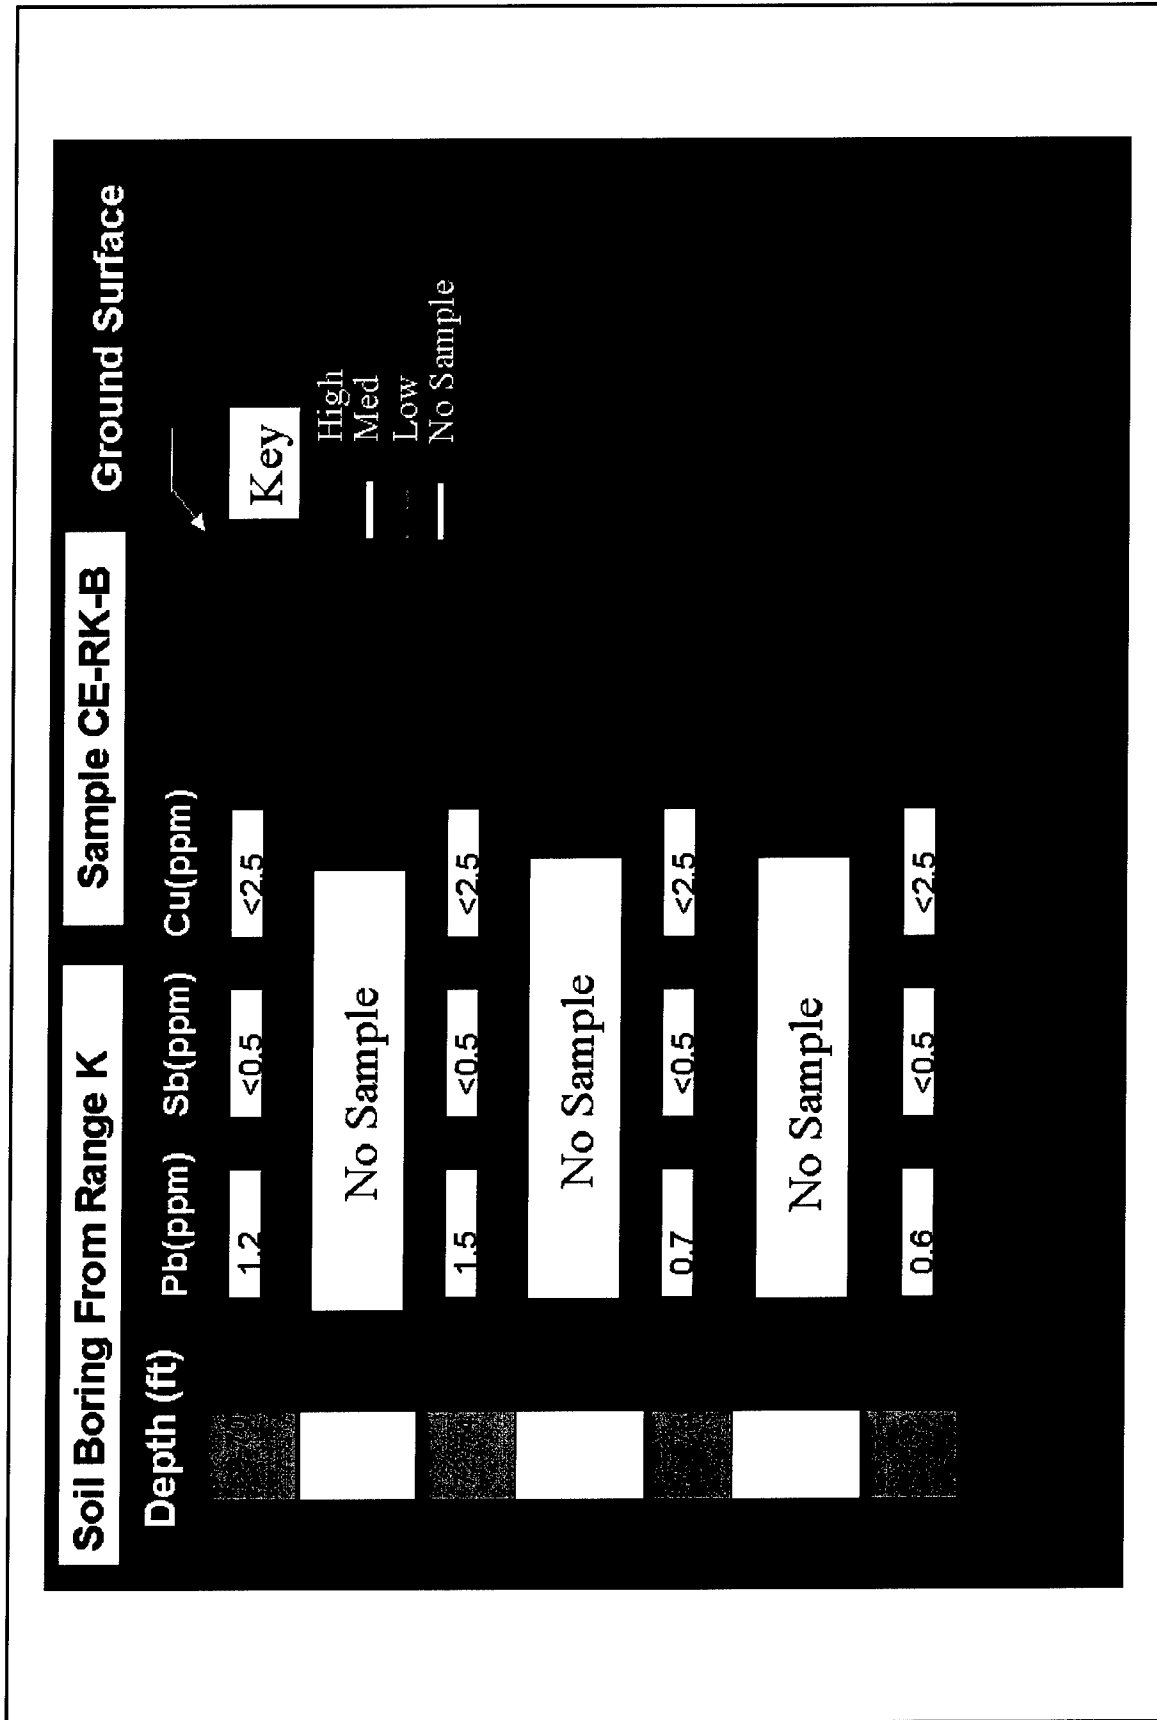 Soil Boring From Range K
Sample CE-RK-B
Ground Surface
Depth (ft) Pb(ppm) Sb(ppm) Cu(ppm)
1.2 <0.5 <2.5
No Sample
1.5 <0.5 <2.5
No Sample
0.7 <0.5 <2.5
No Sample
0.6 <0.5 <2.5
Key
High
Med
Low
No Sample